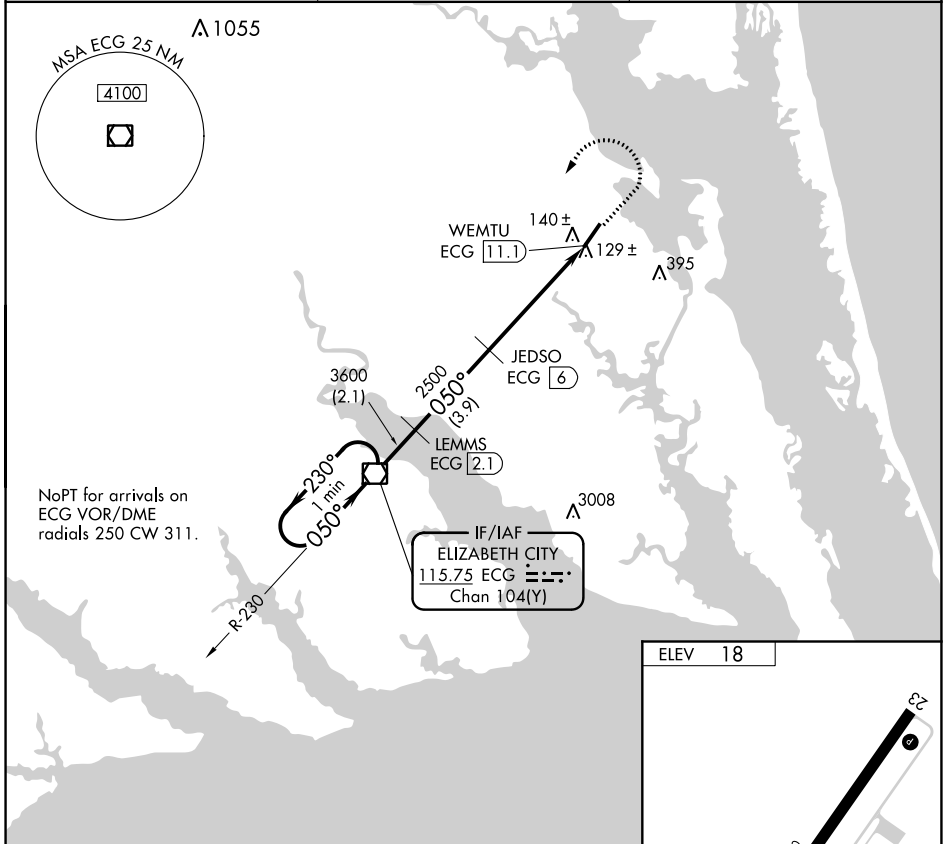 MSA ECG 25 NM
4100
1055
WEMTU
ECG 11.1
140 ±
129 ±
395
JEDSO
ECG 6
3600
(2.1)
2500
050°
(3.9)
LEMMS
ECG 2.1
230°
1 min
050°
NoPT for arrivals on
ECG VOR/DME
radials 250 CW 311.
3008
IF/IAF
ELIZABETH CITY
115.75 ECG
Chan 104(Y)
R-230
ELEV 18
23
P